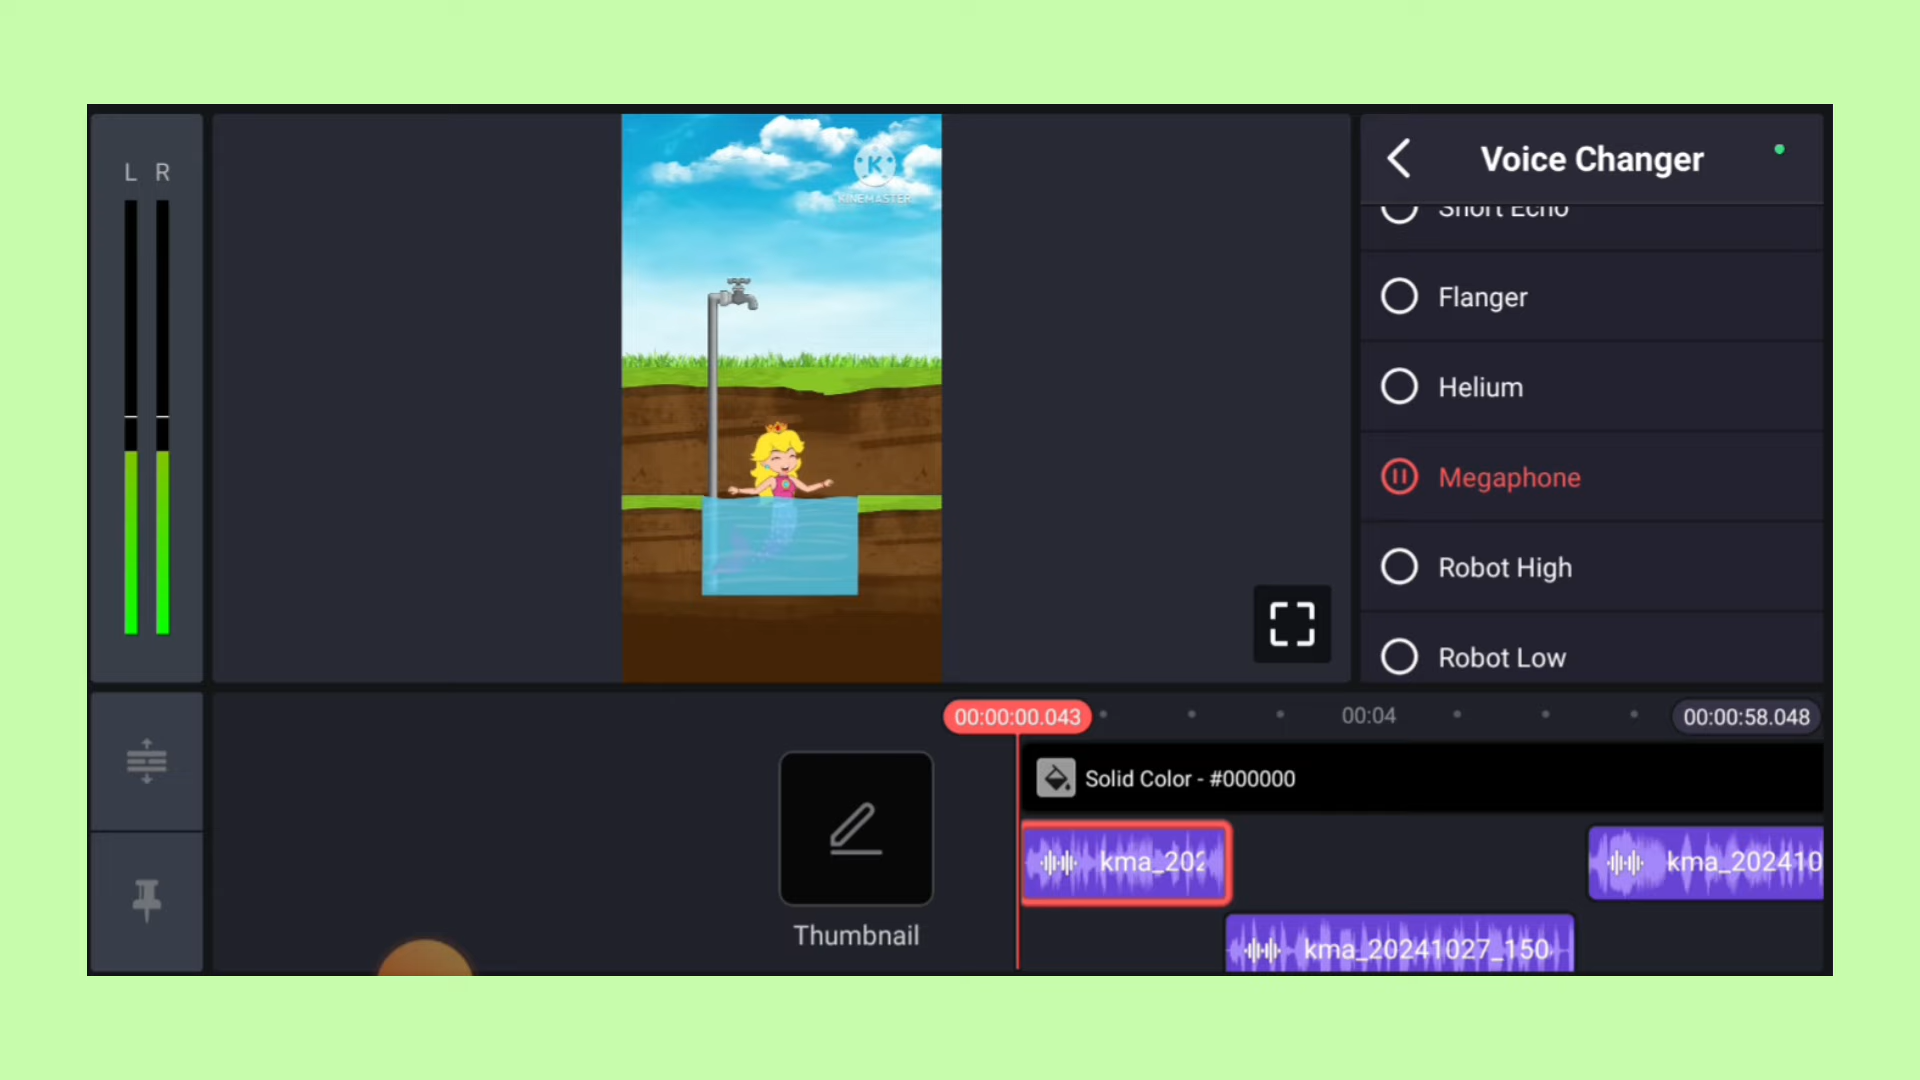 L R
KINEMASTER
Voice Changer
Short Echo
Flanger
Helium
Megaphone
Robot High
Robot Low
00:00:00.043
00:04
00:00:58.048
Solid Color - #000000
kma_202
kma_202410
Thumbnail
kma_20241027_150